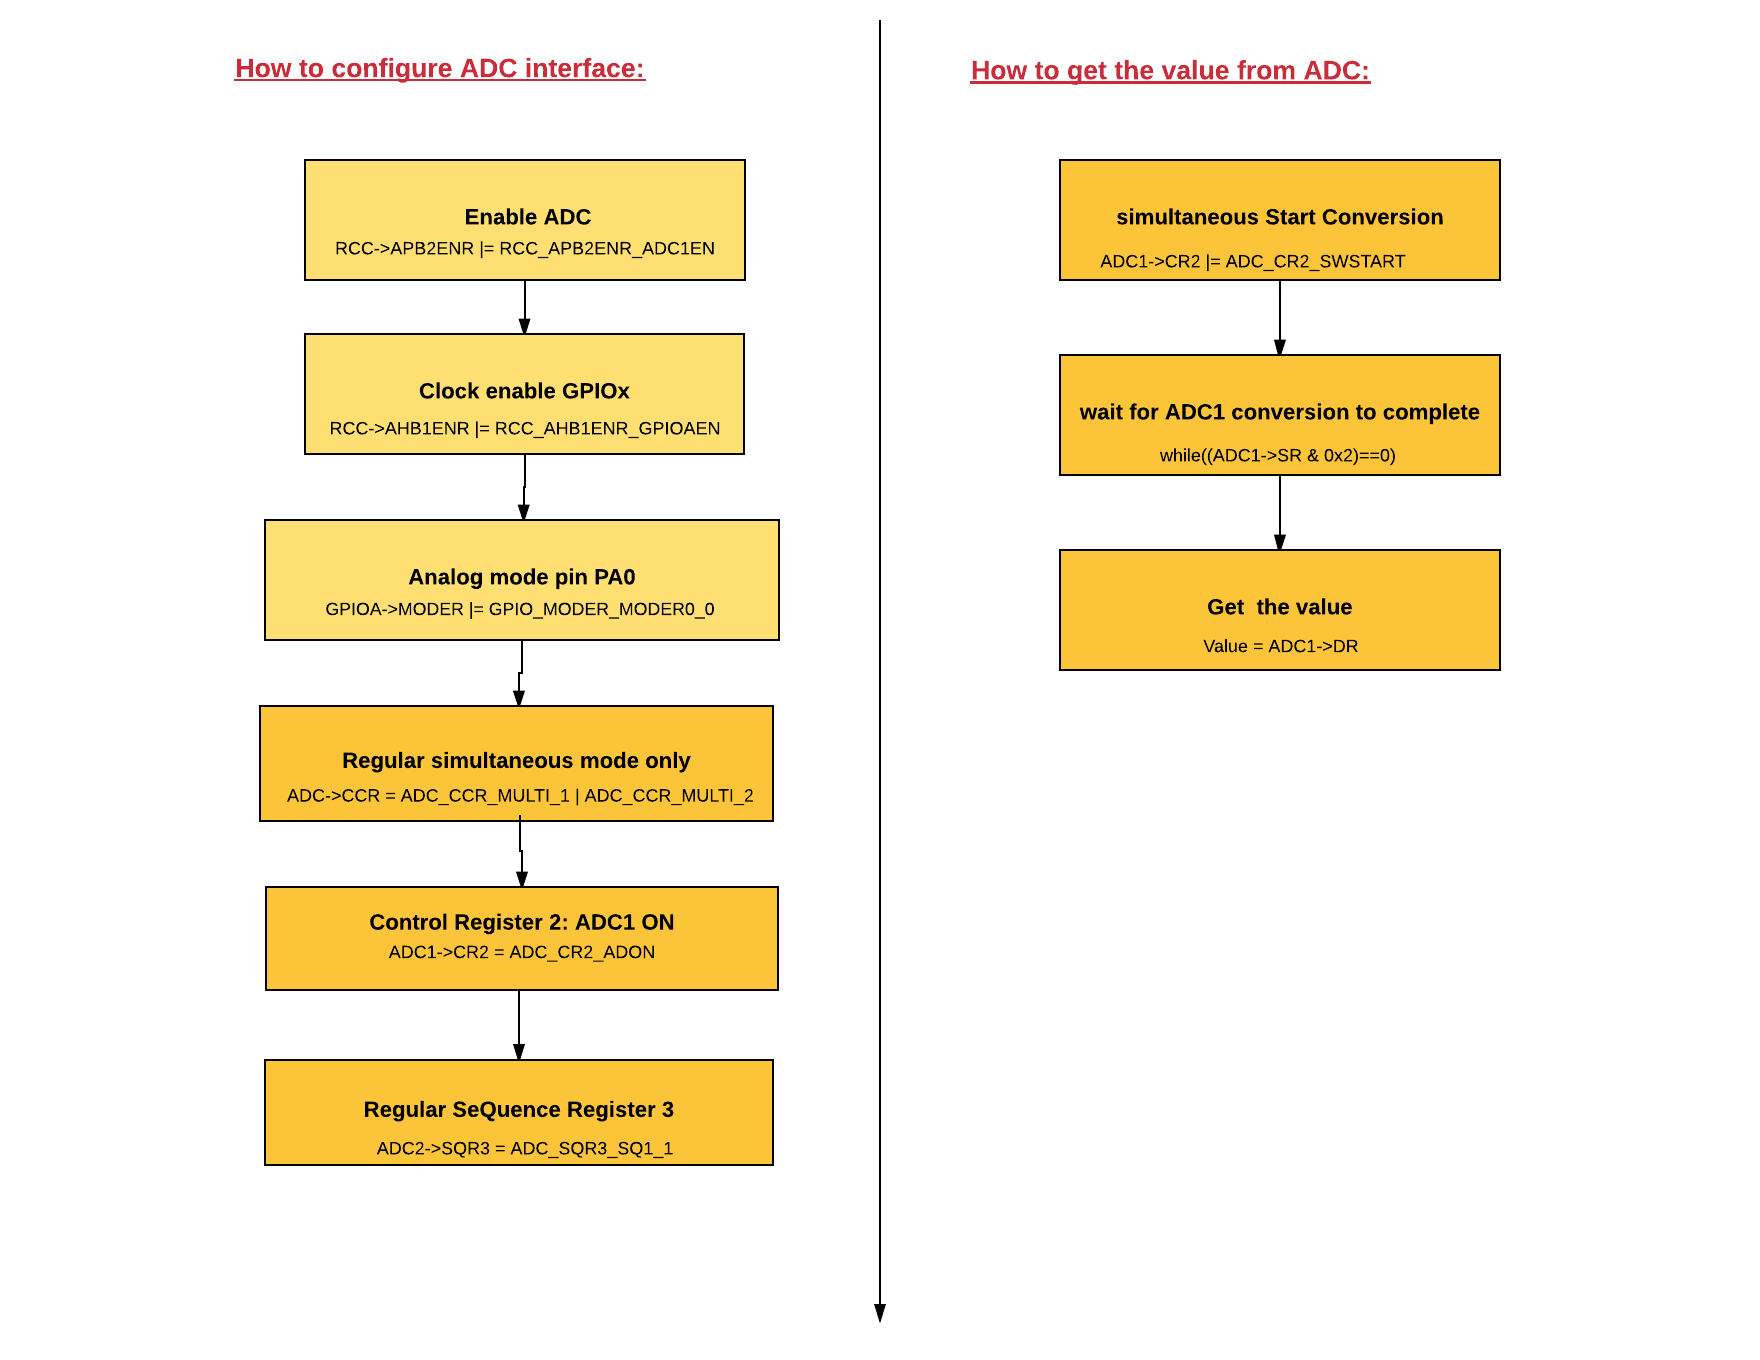 How to configure ADC interface:
Enable ADC
RCC->APB2ENR |= RCC_APB2ENR_ADC1EN
Clock enable GPIOx
RCC->AHB1ENR |= RCC_AHB1ENR_GPIOAEN
Analog mode pin PA0
GPIOA->MODER |= GPIO_MODER_MODER0_0
Regular simultaneous mode only
ADC->CCR = ADC_CCR_MULTI_1 | ADC_CCR_MULTI_2
Control Register 2: ADC1 ON
ADC1->CR2 = ADC_CR2_ADON
Regular SeQuence Register 3
ADC2->SQR3 = ADC_SQR3_SQ1_1
How to get the value from ADC:
simultaneous Start Conversion
ADC1->CR2 |= ADC_CR2_SWSTART
wait for ADC1 conversion to complete
while((ADC1->SR & 0x2)==0)
Get  the value
Value = ADC1->DR